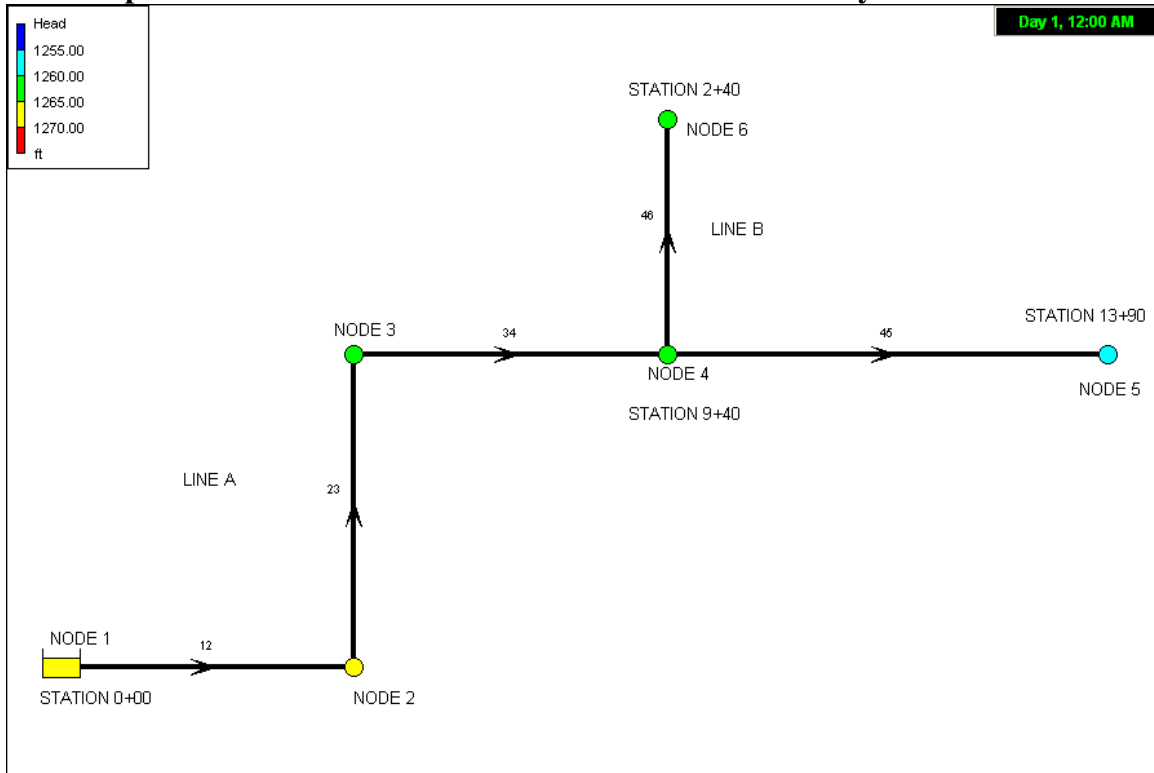 Head
1255.00
1260.00
1265.00
1270.00
ft
Day 1, 12:00 AM
STATION 2+40
NODE 6
46
LINE B
STATION 13+90
NODE 3
34
45
NODE 4
NODE 5
STATION 9+40
LINE A
23
NODE 1
12
STATION 0+00
NODE 2